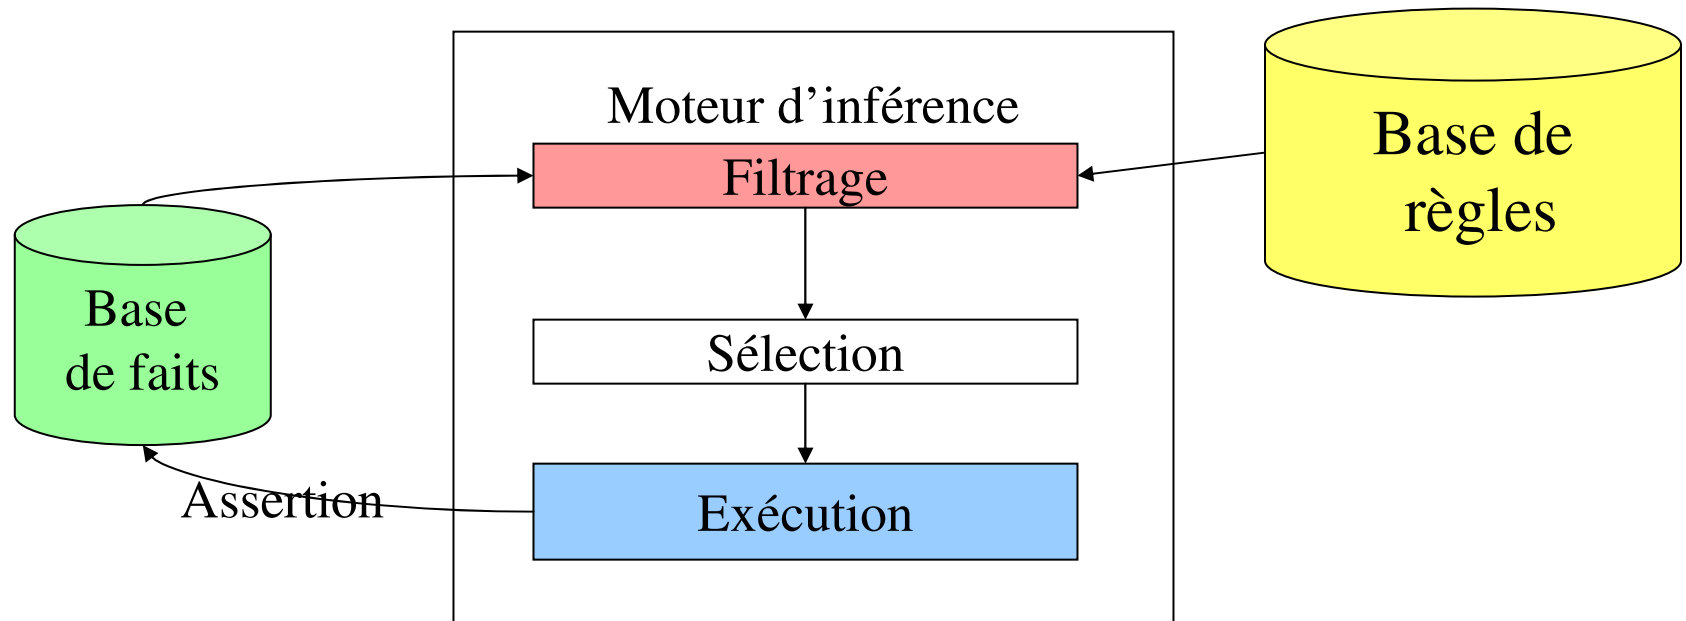 Moteur d’inférence
Filtrage
Base de
règles
Base
de faits
Sélection
Assertion
Exécution